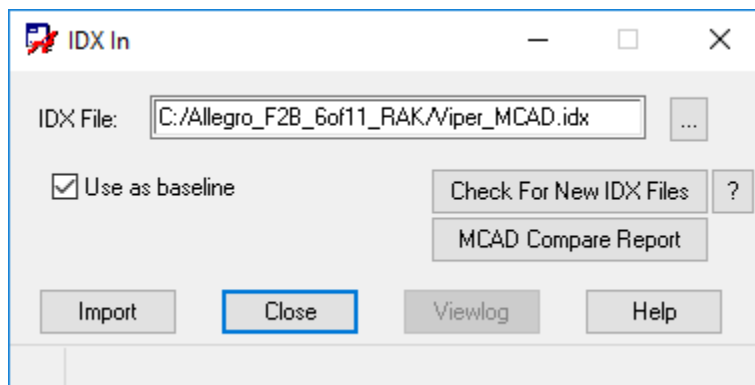 IDX In
IDX File: C:/Allegro_F2B_6of11_RAK/Viper_MCAD.idx ...
Use as baseline Check For New IDX Files ?
MCAD Compare Report
Import Close Viewlog Help